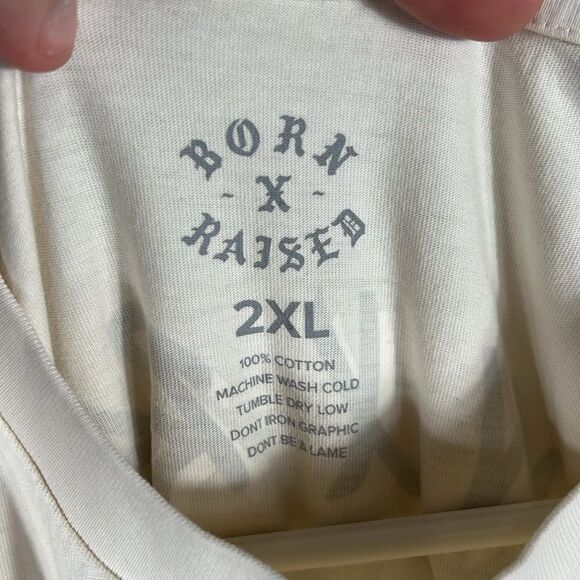 BORN
- X -
RAISED
2XL
100% COTTON
MACHINE WASH COLD
TUMBLE DRY LOW
DONT IRON GRAPHIC
DONT BE A LAME